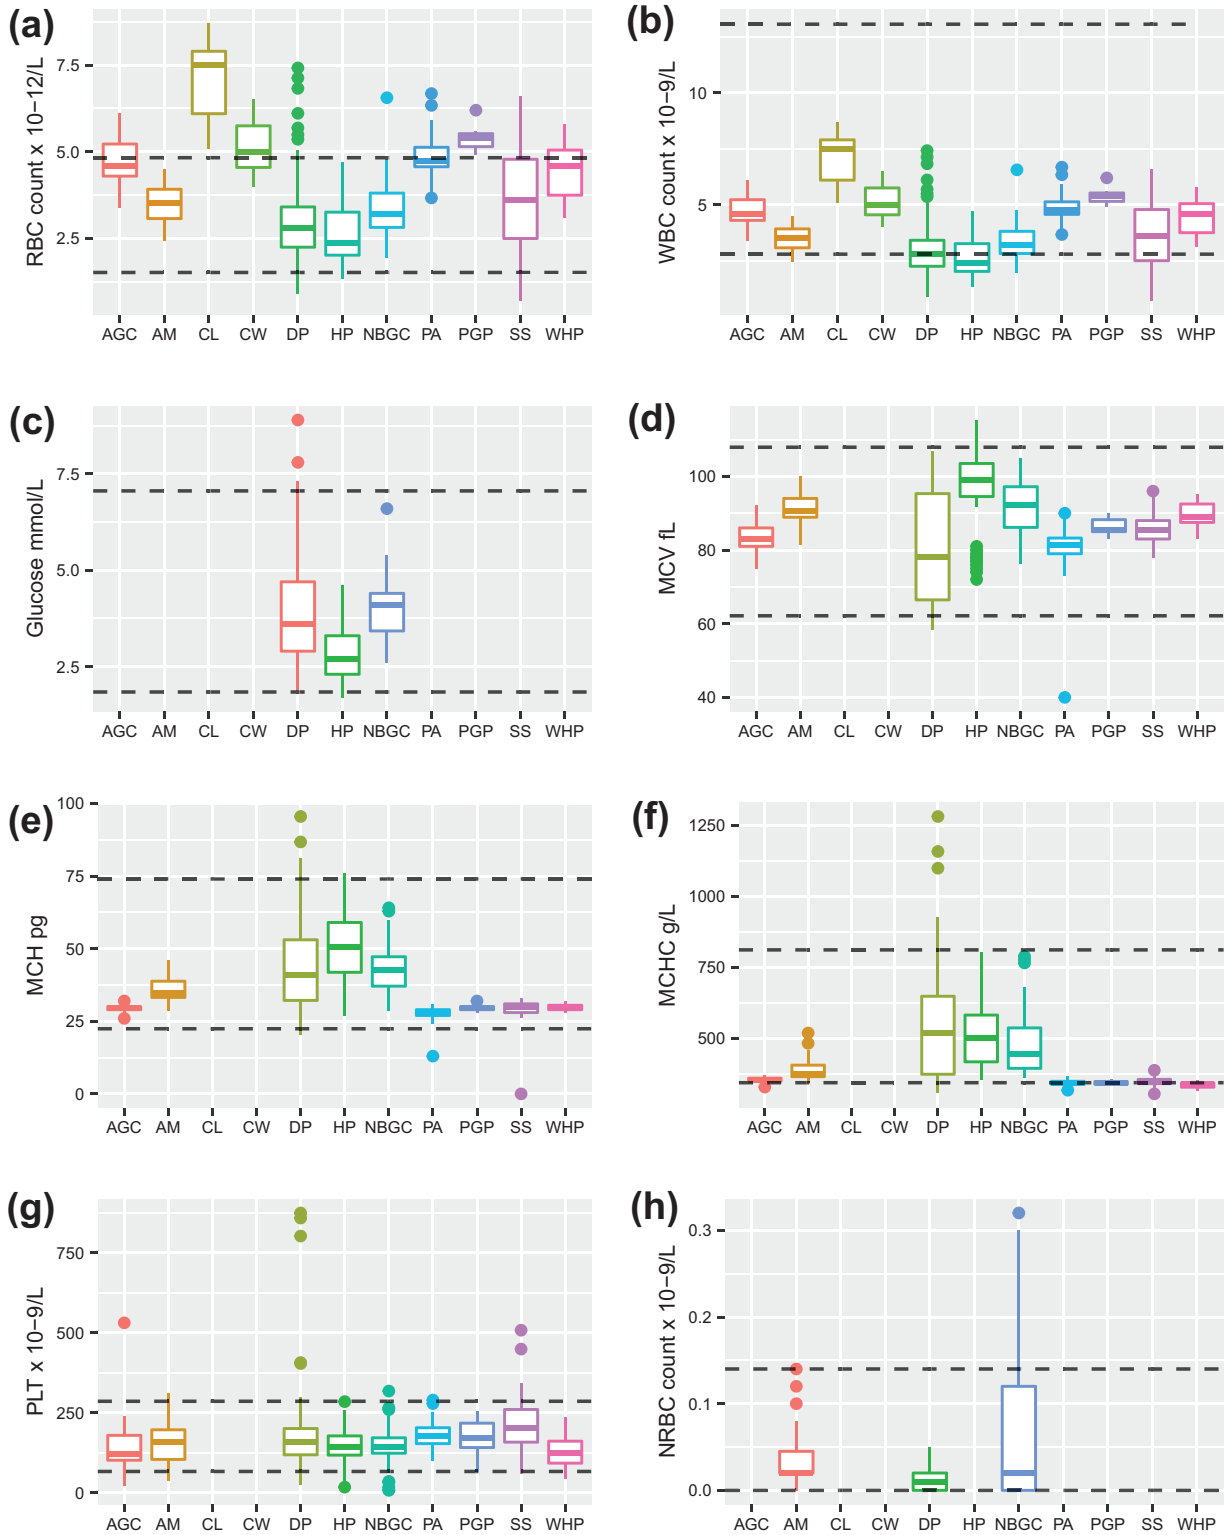 (a)
RBC count x 10−12/L
7.5
5.0
2.5
AGC AM CL CW DP HP NBGC PA PGP SS WHP
(b)
WBC count x 10−9/L
10
5
AGC AM CL CW DP HP NBGC PA PGP SS WHP
(c)
Glucose mmol/L
7.5
5.0
2.5
AGC AM CL CW DP HP NBGC PA PGP SS WHP
(d)
MCV fL
100
80
60
40
AGC AM CL CW DP HP NBGC PA PGP SS WHP
(e)
MCH pg
100
75
50
25
0
AGC AM CL CW DP HP NBGC PA PGP SS WHP
(f)
MCHC g/L
1250
1000
750
500
AGC AM CL CW DP HP NBGC PA PGP SS WHP
(g)
PLT x 10−9/L
750
500
250
0
AGC AM CL CW DP HP NBGC PA PGP SS WHP
(h)
NRBC count x 10−9/L
0.3
0.2
0.1
0.0
AGC AM CL CW DP HP NBGC PA PGP SS WHP